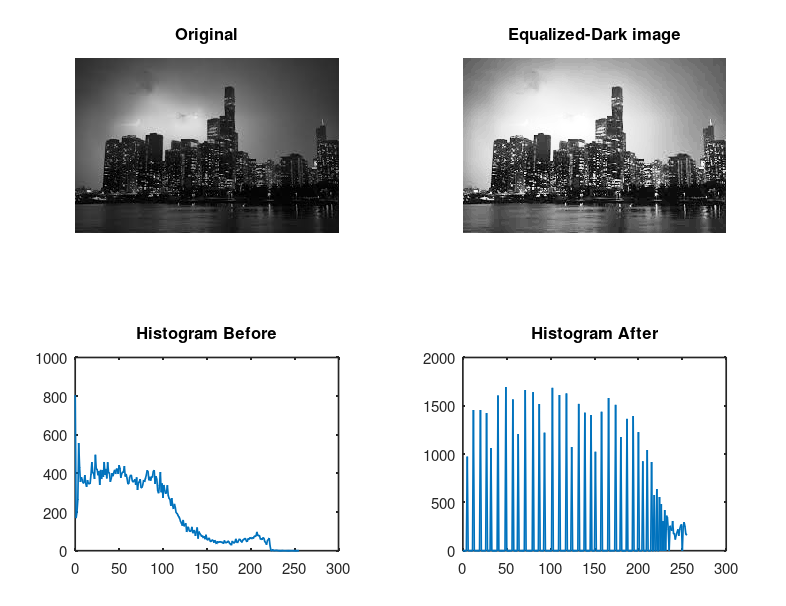 Original
Equalized-Dark image
Histogram Before
1000
800
600
400
200
0
0 50 100 150 200 250 300
Histogram After
2000
1500
1000
500
0
0 50 100 150 200 250 300